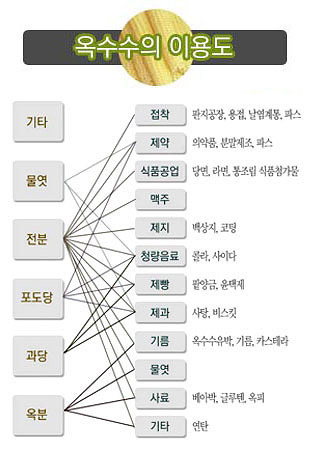 옥수수의 이용도
기타
물엿
전분
포도당
과당
옥분
접착 판지공장, 용접, 날염계통, 파스
제약 의약품, 분말제조, 파스
식품공업 당면, 라면, 통조림 식품첨가물
맥주
제지 백상지, 코팅
청량음료 콜라, 사이다
제빵 팥앙금, 윤택제
제과 사탕, 비스킷
기름 옥수수유박, 기름, 카스테라
물엿
사료 베아박, 글루텐, 옥피
기타 연탄